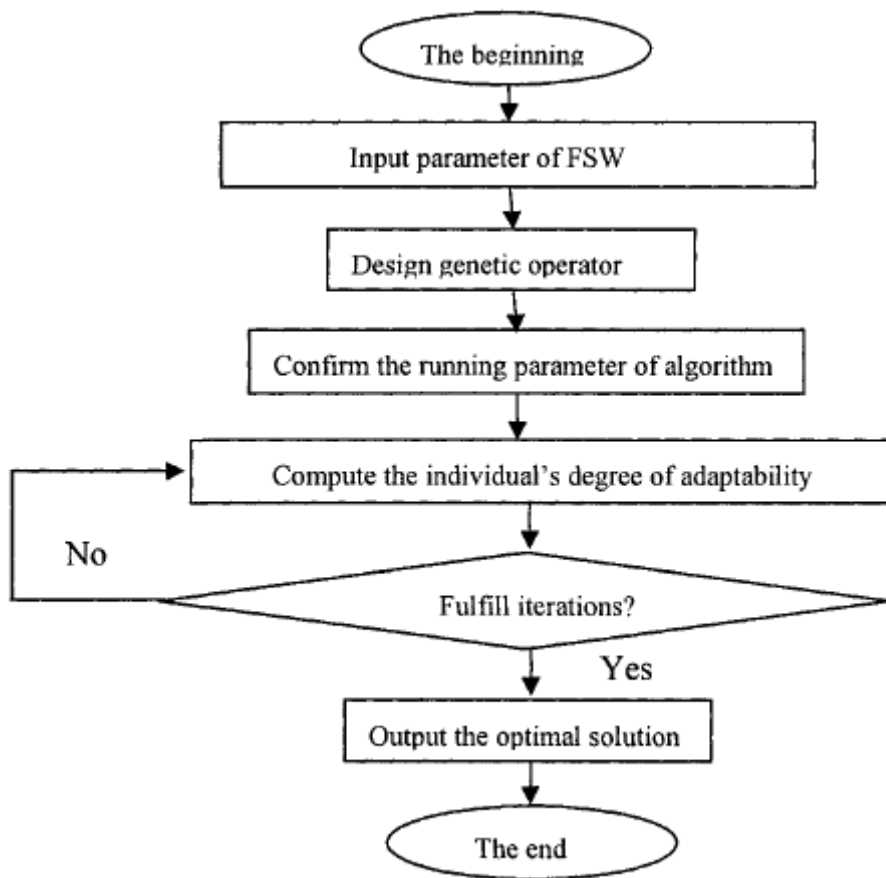 The beginning
Input parameter of FSW
Design genetic operator
Confirm the running parameter of algorithm
Compute the individual's degree of adaptability
No
Fulfill iterations?
Yes
Output the optimal solution
The end